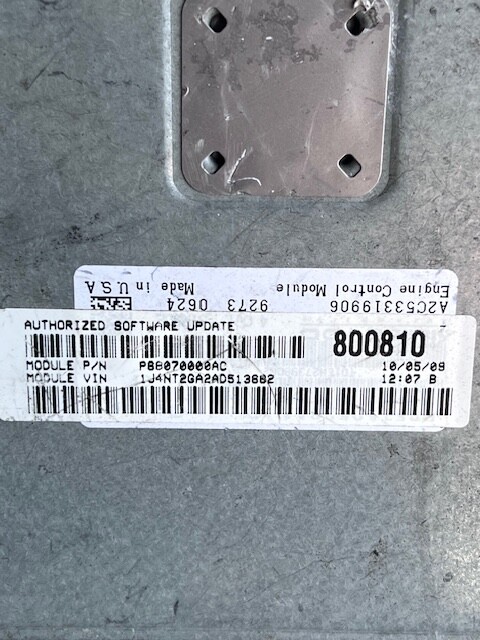 A2C53319906 9273 0624
Engine Control Module Made in U.S.A
AUTHORIZED SOFTWARE UPDATE
800810
MODULE P/N P68070000AC 10/05/09
MODULE VIN 1J4NT2GA2AD513682 12:07 B